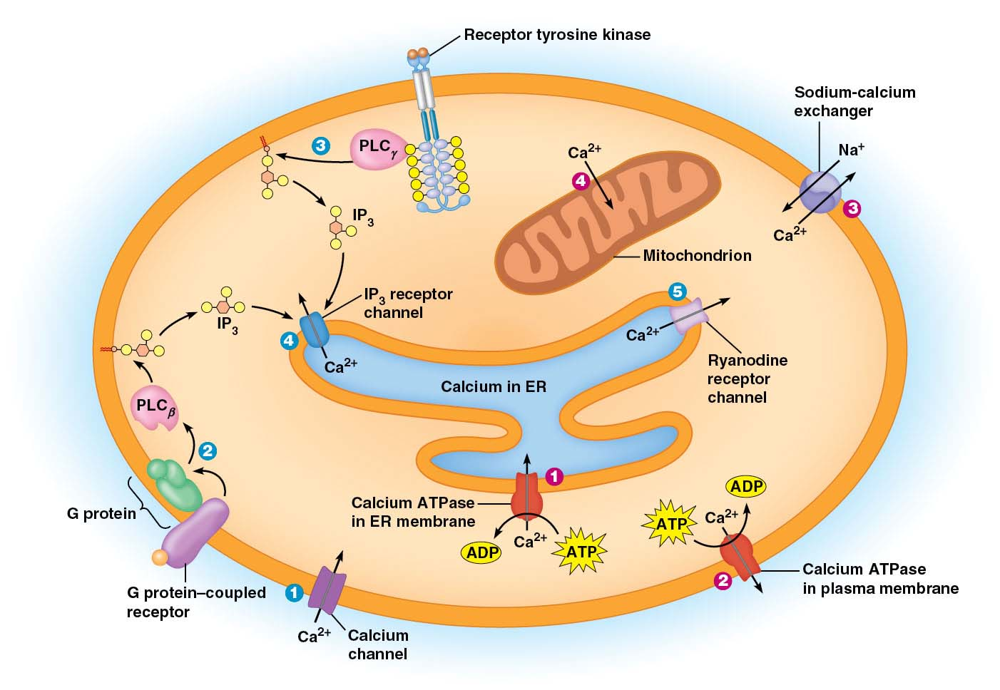 Receptor tyrosine kinase
Sodium-calcium
exchanger
Na⁺
Ca²⁺
3
3
PLCγ
Ca²⁺
4
Mitochondrion
IP₃
IP₃ receptor
channel
IP₃
4
Ca²⁺
5
Ca²⁺
Ryanodine
receptor
channel
Calcium in ER
PLCβ
2
G protein
G protein–coupled
receptor
1
Ca²⁺
Calcium
channel
1
Calcium ATPase
in ER membrane
ADP
Ca²⁺
ATP
ATP
Ca²⁺
ADP
2
Calcium ATPase
in plasma membrane